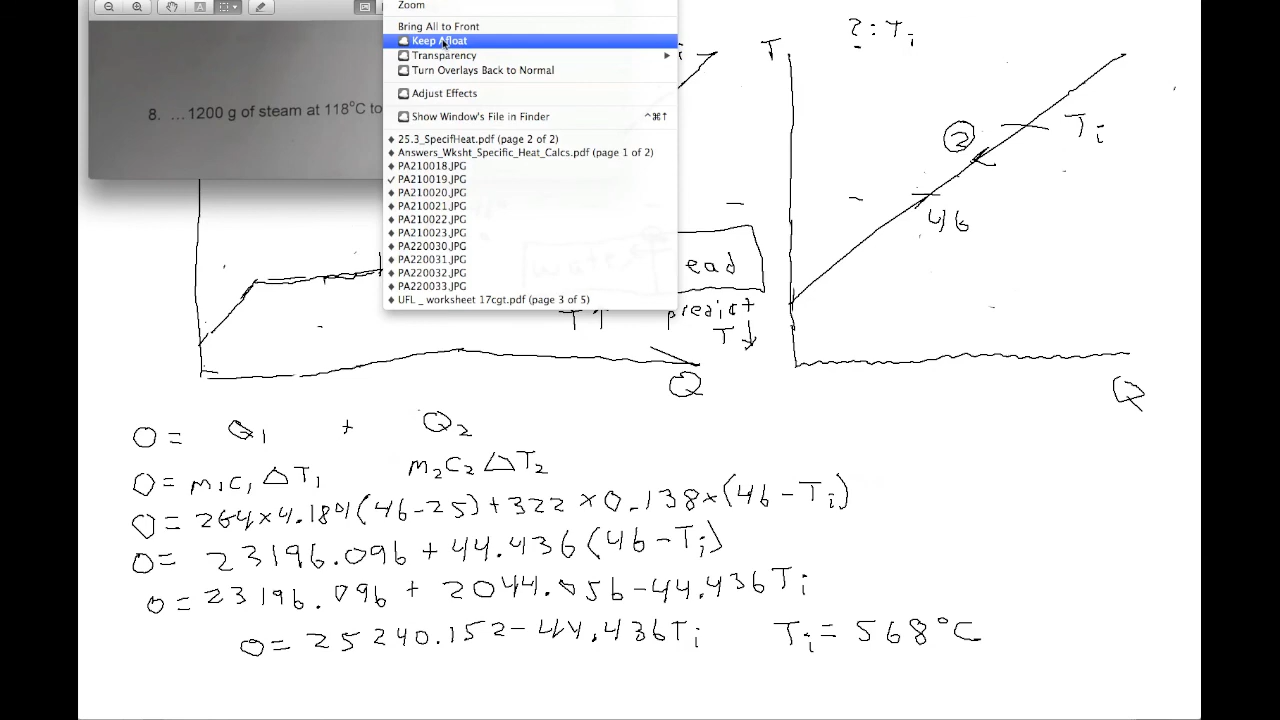 Zoom
Bring All to Front
Keep Afloat
Transparency
Turn Overlays Back to Normal
Adjust Effects
Show Window's File in Finder ^⌘↑
25.3_SpecifHeat.pdf (page 2 of 2)
Answers_Wksht_Specific_Heat_Calcs.pdf (page 1 of 2)
PA210018.JPG
✓ PA210019.JPG
PA210020.JPG
PA210021.JPG
PA210022.JPG
PA210023.JPG
PA220030.JPG
PA220031.JPG
PA220032.JPG
PA220033.JPG
UFL _ worksheet 17cgt.pdf (page 3 of 5)
8. ...1200 g of steam at 118°C to
ead
T↑ predict
T↓
Q
?: Ti
T
2
Ti
46
Q
0 = Q1 + Q2
0 = m1c1 ΔT1 m2c2 ΔT2
0 = 264×4.184(46-25)+322×0.138×(46-Ti)
0= 23196.096 + 44.436(46-Ti)
0=23196.096 + 2044.056-44.436Ti
0=25240.152-44.436Ti Ti= 568°C